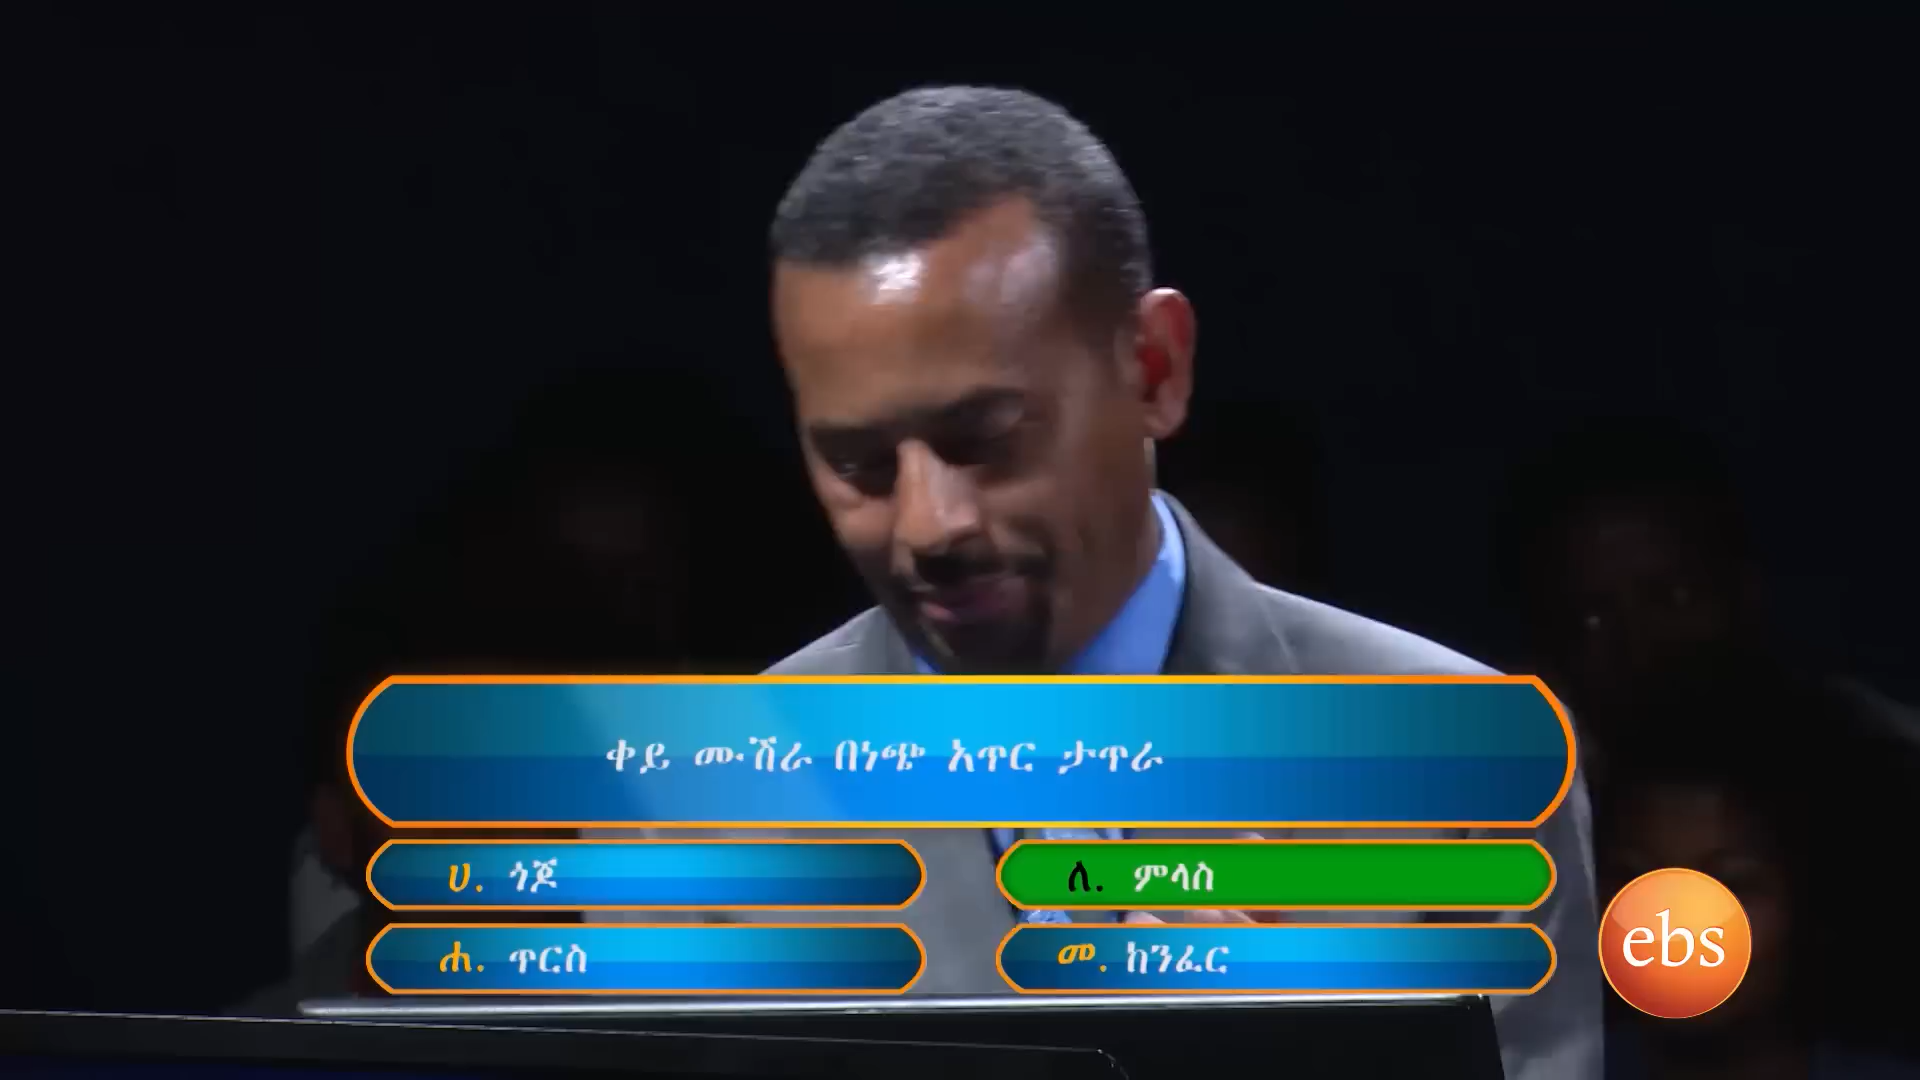 ቀይ ሙሽራ በነጭ አጥር ታጥራ
ሀ. ጎጆ
ለ. ምላስ
ሐ. ጥርስ
መ. ከንፈር
ebs